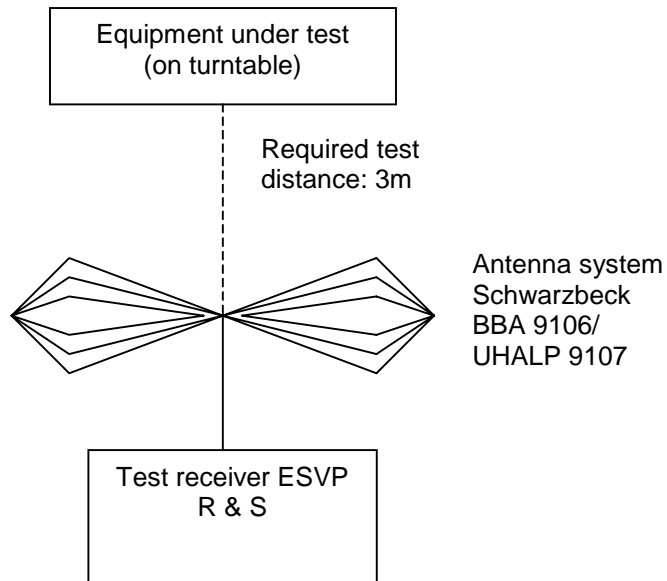 Equipment under test
(on turntable)
Required test
distance: 3m
Antenna system
Schwarzbeck
BBA 9106/
UHALP 9107
Test receiver ESVP
R & S